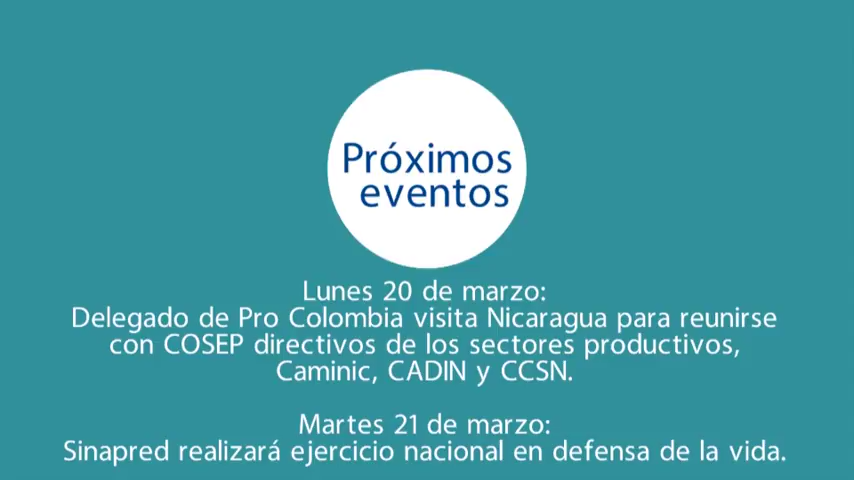 Próximos
eventos
Lunes 20 de marzo:
Delegado de Pro Colombia visita Nicaragua para reunirse
con COSEP directivos de los sectores productivos,
Caminic, CADIN y CCSN.
Martes 21 de marzo:
Sinapred realizará ejercicio nacional en defensa de la vida.